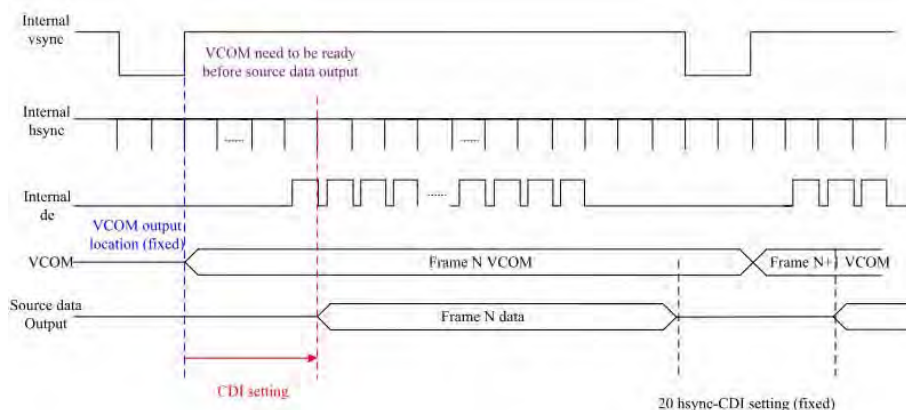 Internal
vsync
VCOM need to be ready
before source data output
Internal
hsync
......
......
Internal
de
......
VCOM output
location (fixed)
VCOM
Frame N VCOM
Frame N+1 VCOM
Source data
Output
Frame N data
CDI setting
20 hsync-CDI setting (fixed)